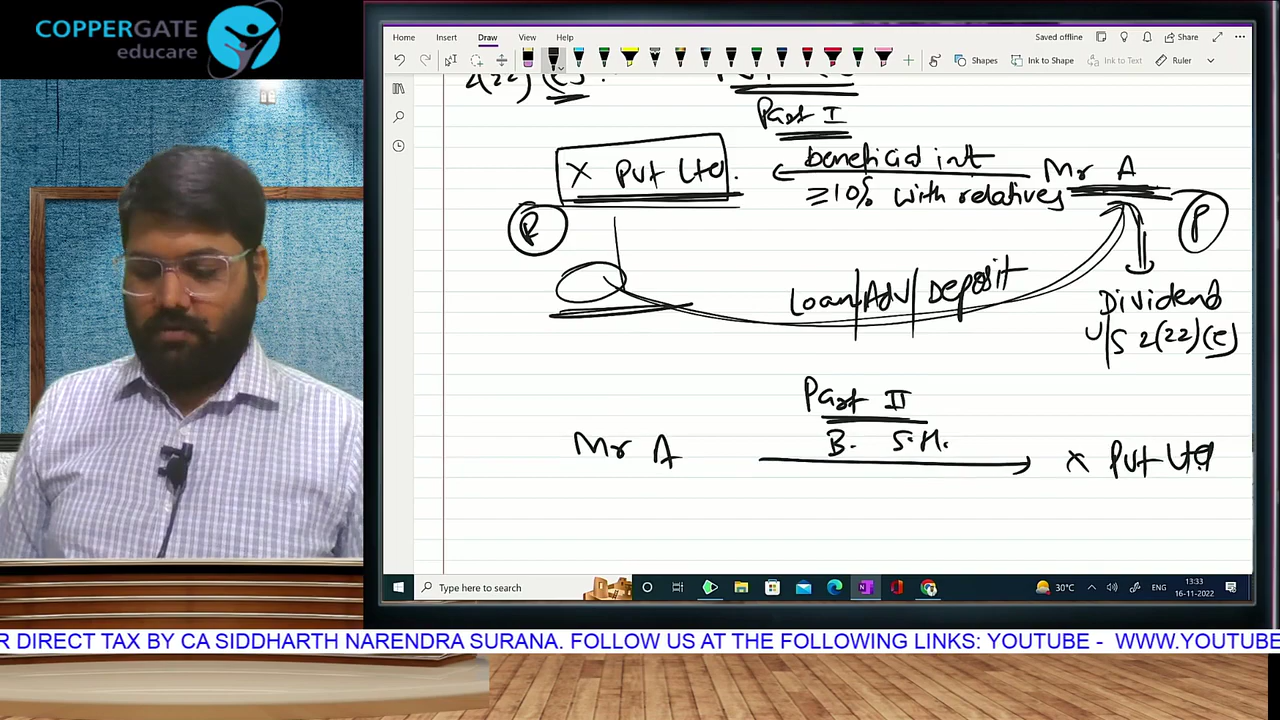 COPPERGATE
educare
Home Insert Draw View Help
Saved offline
Share
Shapes
Ink to Shape
Ink to Text
Ruler
2(22) (e) :
Part I
X Pvt Ltd.
beneficial int
≥10% with relatives
Mr A
R
P
Loan/Adv/Deposit
Dividend
U/S 2(22)(e)
Part II
Mr A
B. S.H.
X Pvt Ltd
Type here to search
30°C
ENG
13:33
16-11-2022
R DIRECT TAX BY CA SIDDHARTH NARENDRA SURANA. FOLLOW US AT THE FOLLOWING LINKS: YOUTUBE - WWW.YOUTUBE